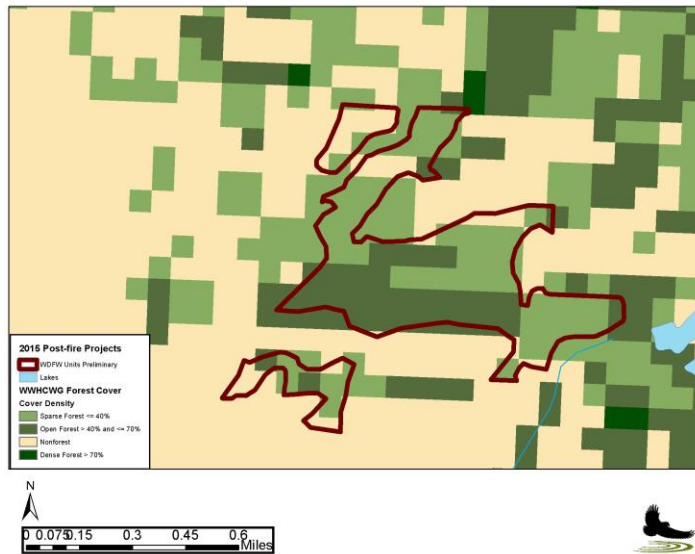 2015 Post-fire Projects
WDFW Units Preliminary
Lakes
WWHCWG Forest Cover
Cover Density
Sparse Forest <= 40%
Open Forest > 40% and <= 70%
Nonforest
Dense Forest > 70%
N
0 0.075 0.15 0.3 0.45 0.6
Miles